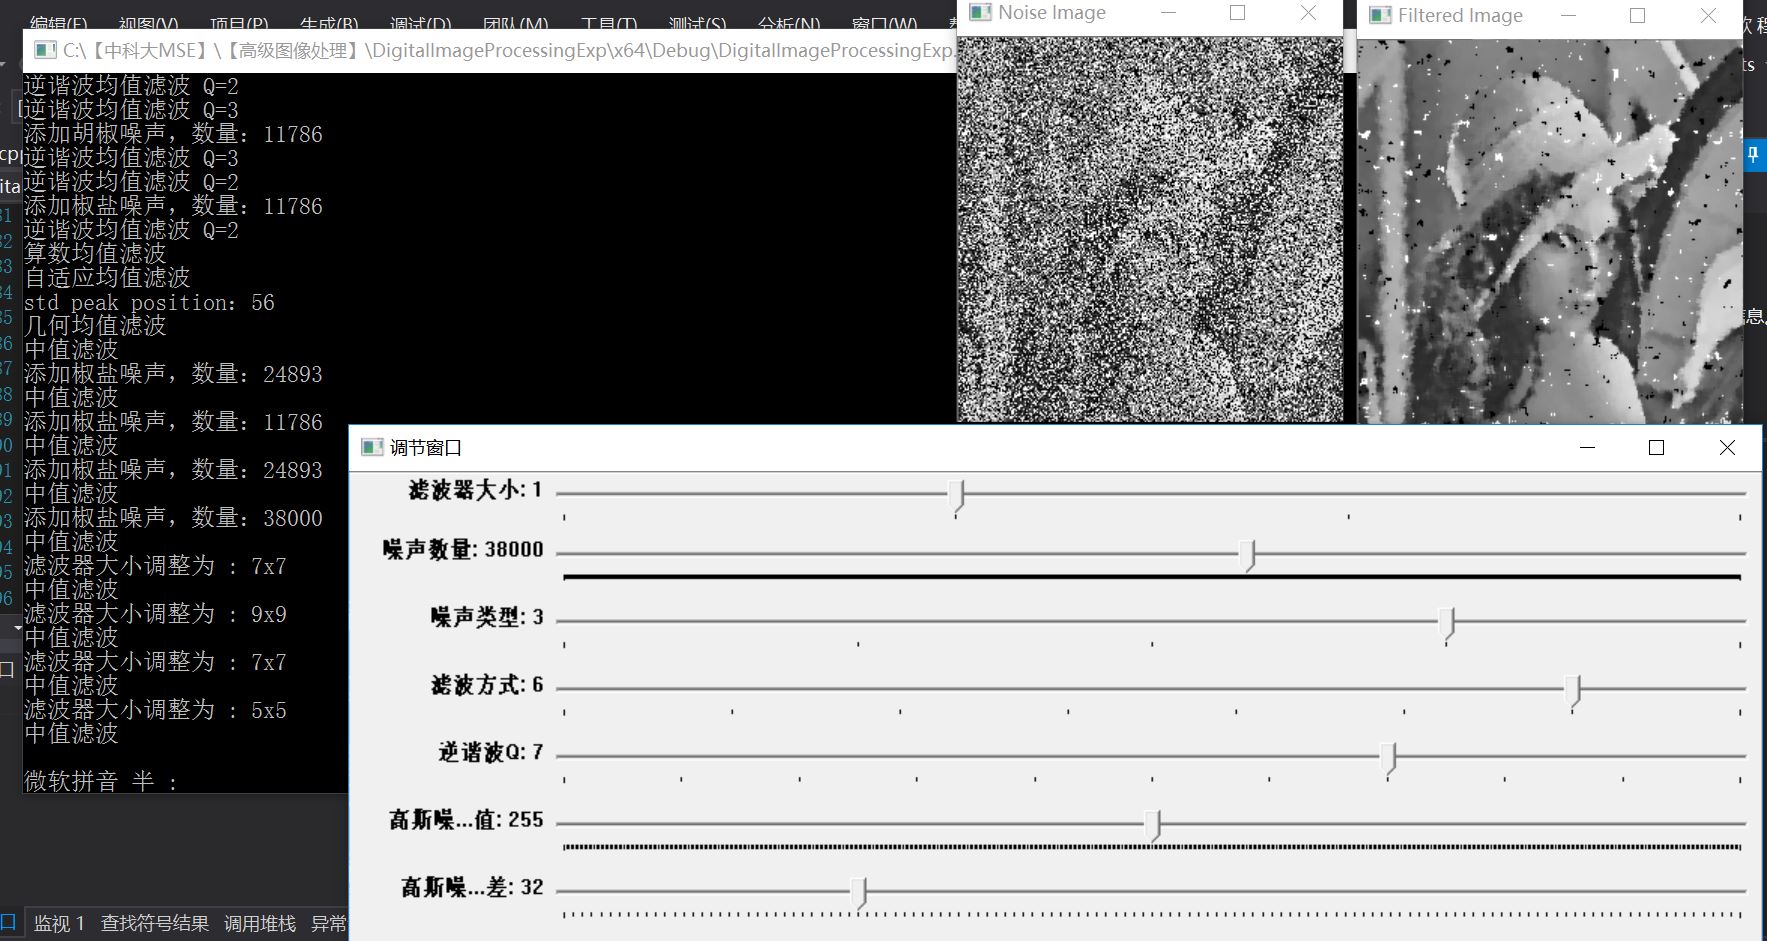 编辑(E) 视图(V) 项目(P) 生成(B) 调试(D) 团队(M) 工具(T) 测试(S) 分析(N) 窗口(W)
C:\【中科大MSE】\【高级图像处理】\DigitalImageProcessingExp\x64\Debug\DigitalImageProcessingExp.
Noise Image
Filtered Image
逆谐波均值滤波 Q=2
逆谐波均值滤波 Q=3
添加胡椒噪声，数量：11786
逆谐波均值滤波 Q=3
逆谐波均值滤波 Q=2
添加椒盐噪声，数量：11786
逆谐波均值滤波 Q=2
算数均值滤波
自适应均值滤波
std peak position：56
几何均值滤波
中值滤波
添加椒盐噪声，数量：24893
中值滤波
添加椒盐噪声，数量：11786
中值滤波
添加椒盐噪声，数量：24893
中值滤波
添加椒盐噪声，数量：38000
中值滤波
滤波器大小调整为 : 7x7
中值滤波
滤波器大小调整为 : 9x9
中值滤波
滤波器大小调整为 : 7x7
中值滤波
滤波器大小调整为 : 5x5
中值滤波
微软拼音 半 :
调节窗口
滤波器大小: 1
噪声数量: 38000
噪声类型: 3
滤波方式: 6
逆谐波Q: 7
高斯噪...值: 255
高斯噪...差: 32
监视 1 查找符号结果 调用堆栈 异常